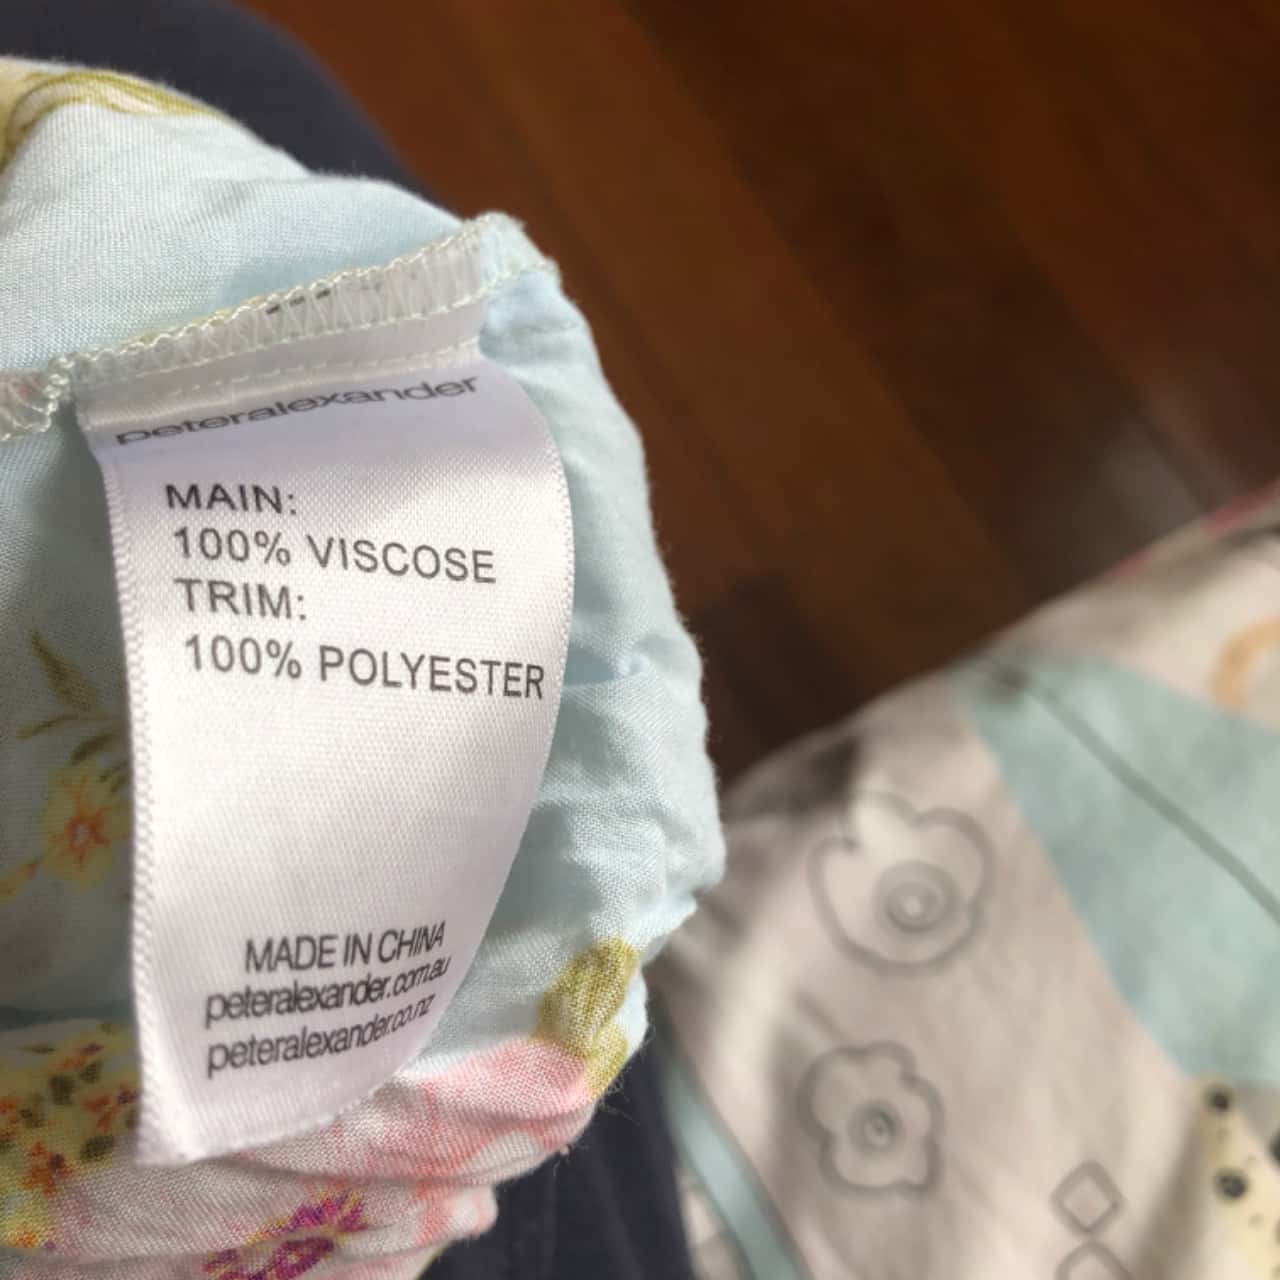 peteralexander
MAIN:
100% VISCOSE
TRIM:
100% POLYESTER
MADE IN CHINA
peteralexander.com.au
peteralexander.co.nz